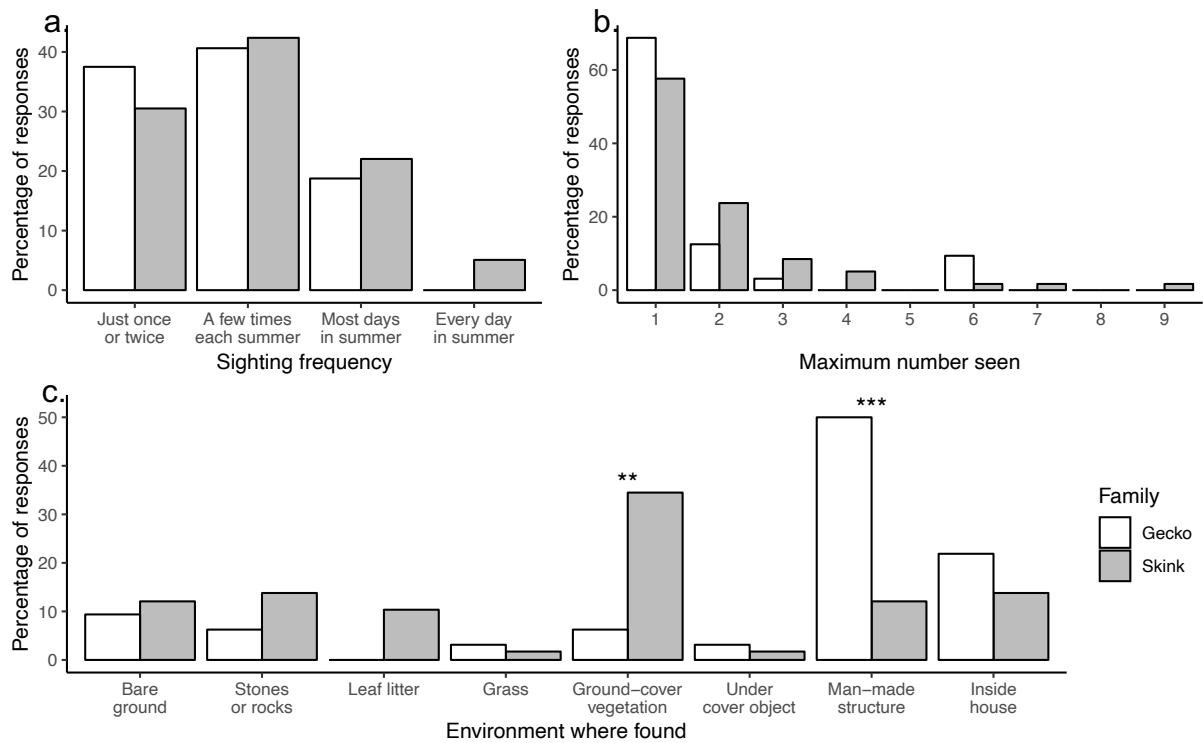 a.
Percentage of responses
40
30
20
10
0
Just once
or twice
A few times
each summer
Most days
in summer
Every day
in summer
Sighting frequency
b.
Percentage of responses
60
40
20
0
1 2 3 4 5 6 7 8 9
Maximum number seen
c.
Percentage of responses
50
40
30
20
10
0
**
***
Bare
ground
Stones
or rocks
Leaf litter
Grass
Ground−cover
vegetation
Under
cover object
Man−made
structure
Inside
house
Environment where found
Family
Gecko
Skink